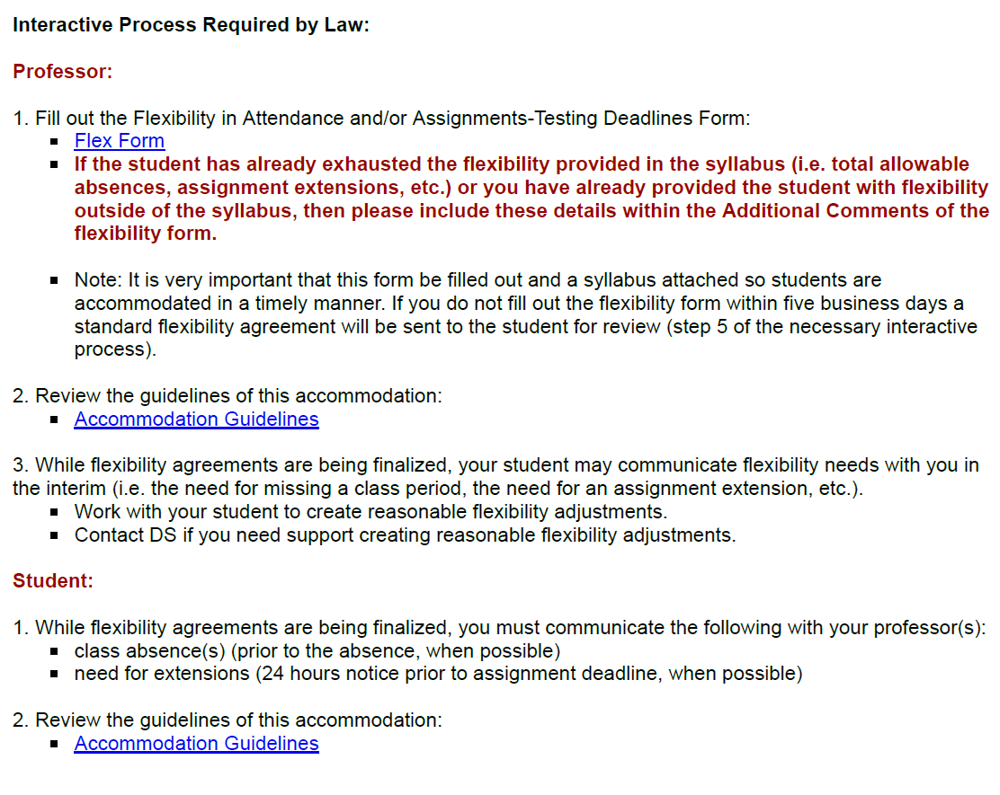 Interactive Process Required by Law:
Professor:
1. Fill out the Flexibility in Attendance and/or Assignments-Testing Deadlines Form:
▪ Flex Form
▪ If the student has already exhausted the flexibility provided in the syllabus (i.e. total allowable
absences, assignment extensions, etc.) or you have already provided the student with flexibility
outside of the syllabus, then please include these details within the Additional Comments of the
flexibility form.
▪ Note: It is very important that this form be filled out and a syllabus attached so students are
accommodated in a timely manner. If you do not fill out the flexibility form within five business days a
standard flexibility agreement will be sent to the student for review (step 5 of the necessary interactive
process).
2. Review the guidelines of this accommodation:
▪ Accommodation Guidelines
3. While flexibility agreements are being finalized, your student may communicate flexibility needs with you in
the interim (i.e. the need for missing a class period, the need for an assignment extension, etc.).
▪ Work with your student to create reasonable flexibility adjustments.
▪ Contact DS if you need support creating reasonable flexibility adjustments.
Student:
1. While flexibility agreements are being finalized, you must communicate the following with your professor(s):
▪ class absence(s) (prior to the absence, when possible)
▪ need for extensions (24 hours notice prior to assignment deadline, when possible)
2. Review the guidelines of this accommodation:
▪ Accommodation Guidelines